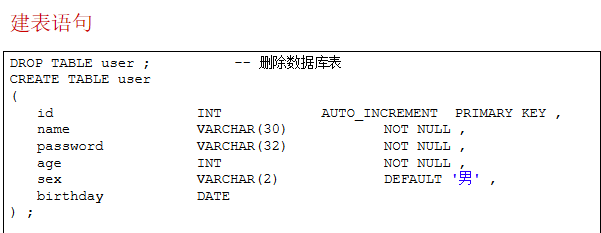 建表语句
DROP TABLE user ; -- 删除数据库表
CREATE TABLE user
(
id INT AUTO_INCREMENT PRIMARY KEY ,
name VARCHAR(30) NOT NULL ,
password VARCHAR(32) NOT NULL ,
age INT NOT NULL ,
sex VARCHAR(2) DEFAULT '男' ,
birthday DATE
) ;